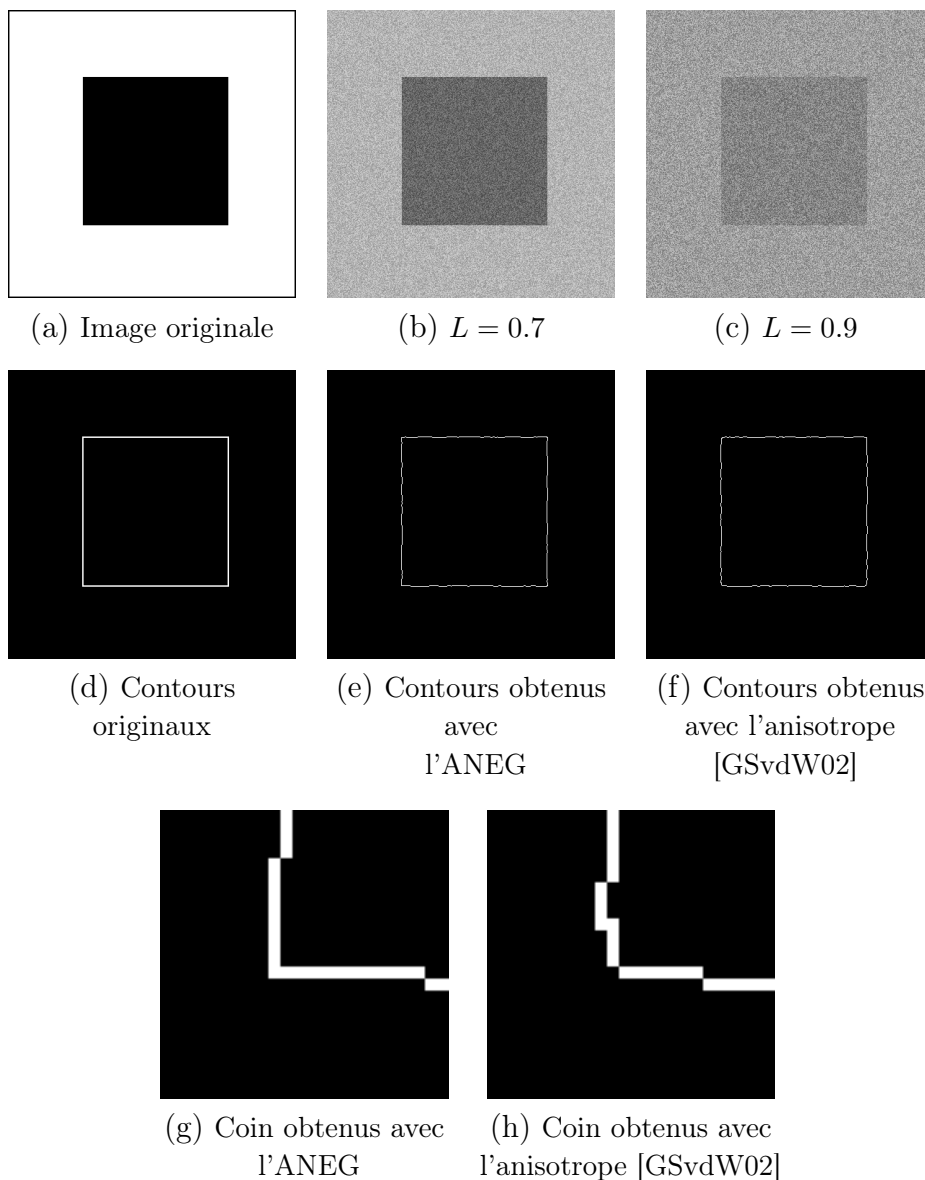 (a) Image originale
(b) L = 0.7
(c) L = 0.9
(d) Contours
originaux
(e) Contours obtenus
avec
l'ANEG
(f) Contours obtenus
avec l'anisotrope
[GSvdW02]
(g) Coin obtenus avec
l'ANEG
(h) Coin obtenus avec
l'anisotrope [GSvdW02]